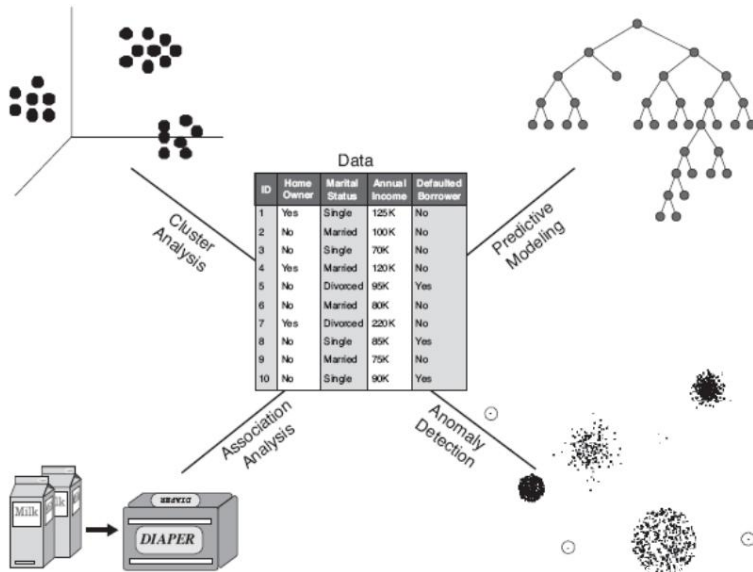 Data
ID Home Owner Marital Status Annual Income Defaulted Borrower
1 Yes Single 125K No
2 No Married 100K No
3 No Single 70K No
4 Yes Married 120K No
5 No Divorced 95K Yes
6 No Married 80K No
7 Yes Divorced 220K No
8 No Single 85K Yes
9 No Married 75K No
10 No Single 90K Yes
Cluster
Analysis
Predictive
Modeling
Association
Analysis
Anomaly
Detection
Milk
DIAPER
DIAPER